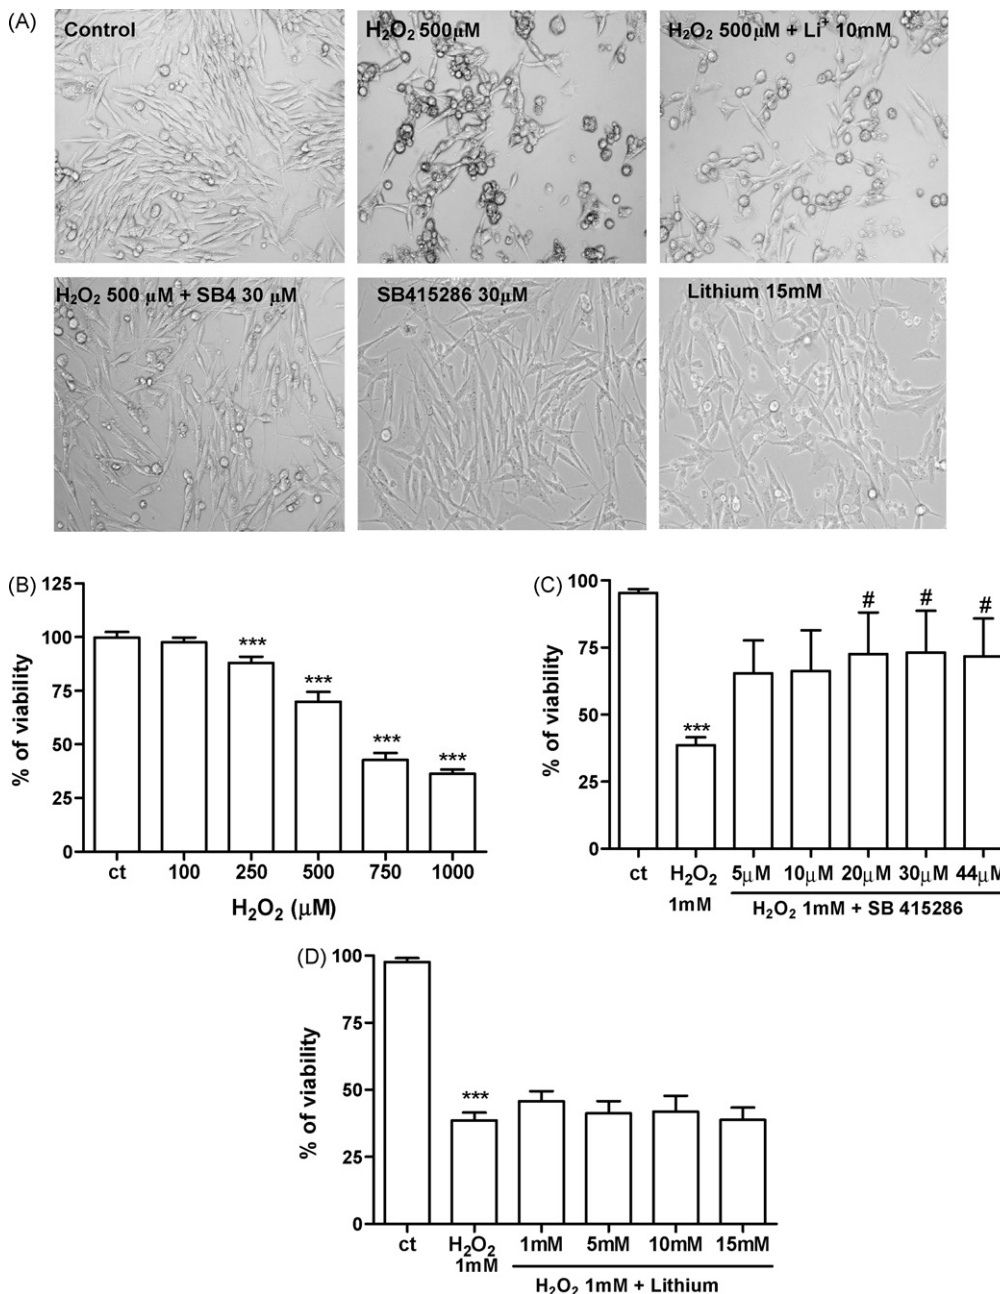 (A)
Control
H₂O₂ 500μM
H₂O₂ 500μM + Li⁺ 10mM
H₂O₂ 500 μM + SB4 30 μM
SB415286 30μM
Lithium 15mM
(B)
% of viability
125
100
75
50
25
0
***
***
***
***
ct 100 250 500 750 1000
H₂O₂ (μM)
(C)
% of viability
100
75
50
25
0
***
# # #
ct H₂O₂ 5μM 10μM 20μM 30μM 44μM
1mM
H₂O₂ 1mM + SB 415286
(D)
% of viability
100
75
50
25
0
***
ct H₂O₂ 1mM 5mM 10mM 15mM
1mM
H₂O₂ 1mM + Lithium